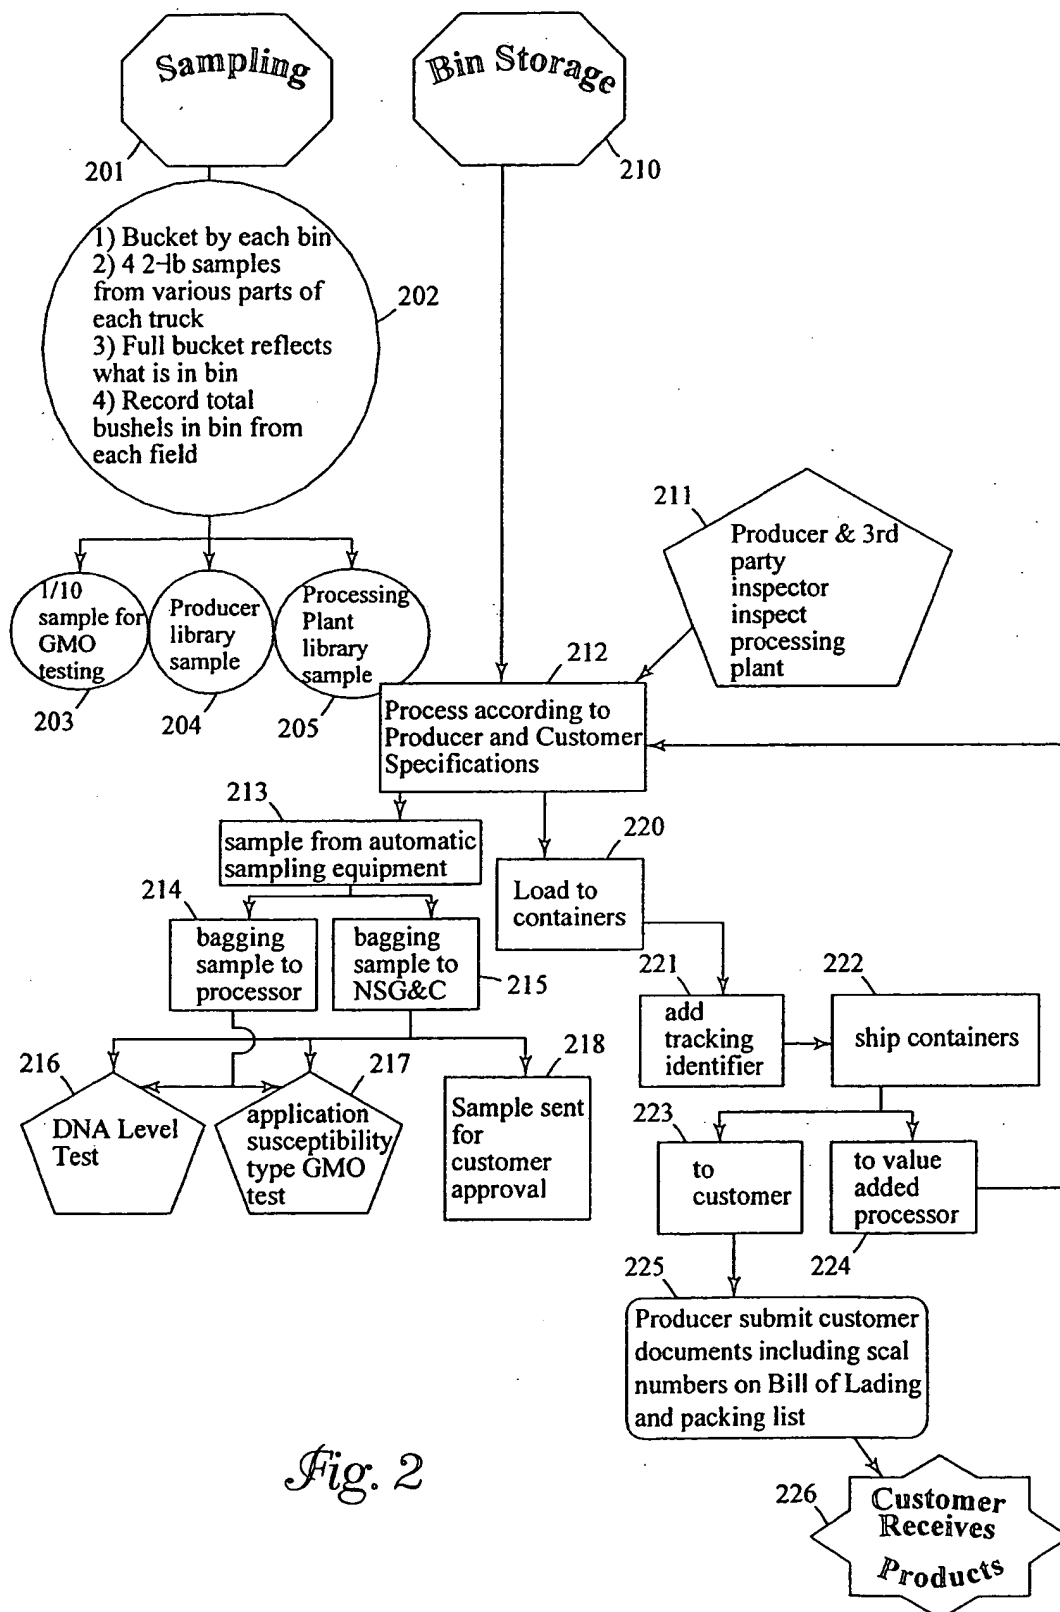 Sampling
Bin Storage
201
210
1) Bucket by each bin
2) 4 2-lb samples
from various parts of
each truck
3) Full bucket reflects
what is in bin
4) Record total
bushels in bin from
each field
202
211
Producer & 3rd
party
inspector
inspect
processing
plant
1/10
sample for
GMO
testing
Producer
library
sample
Processing
Plant
library
sample
203
204
205
212
Process according to
Producer and Customer
Specifications
213
sample from automatic
sampling equipment
220
Load to
containers
214
bagging
sample to
processor
bagging
sample to
NSG&C
215
221
add
tracking
identifier
222
ship containers
216
DNA Level
Test
217
application
susceptibility
type GMO
test
218
Sample sent
for
customer
approval
223
to
customer
to value
added
processor
224
225
Producer submit customer
documents including scal
numbers on Bill of Lading
and packing list
Fig. 2
226
Customer
Receives
Products